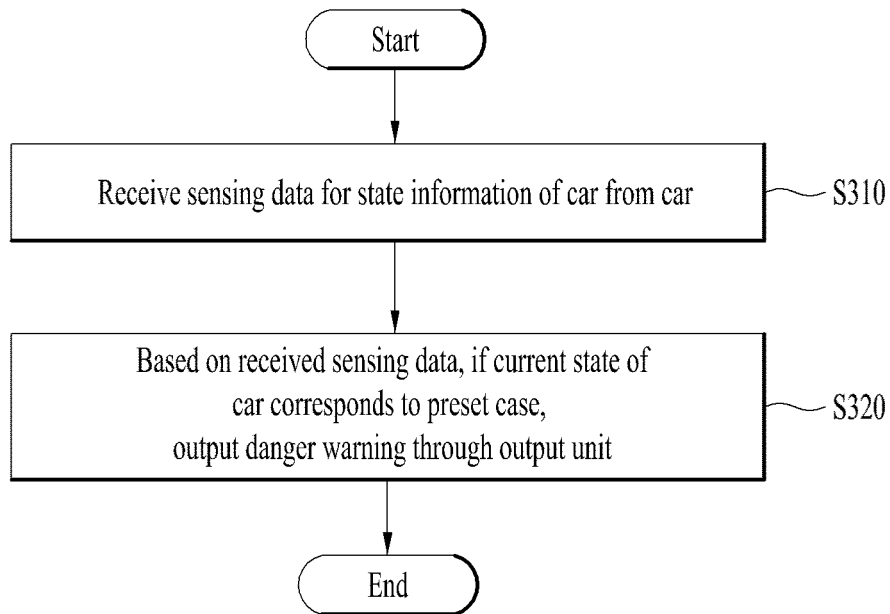 Start
Receive sensing data for state information of car from car
S310
Based on received sensing data, if current state of
car corresponds to preset case,
output danger warning through output unit
S320
End